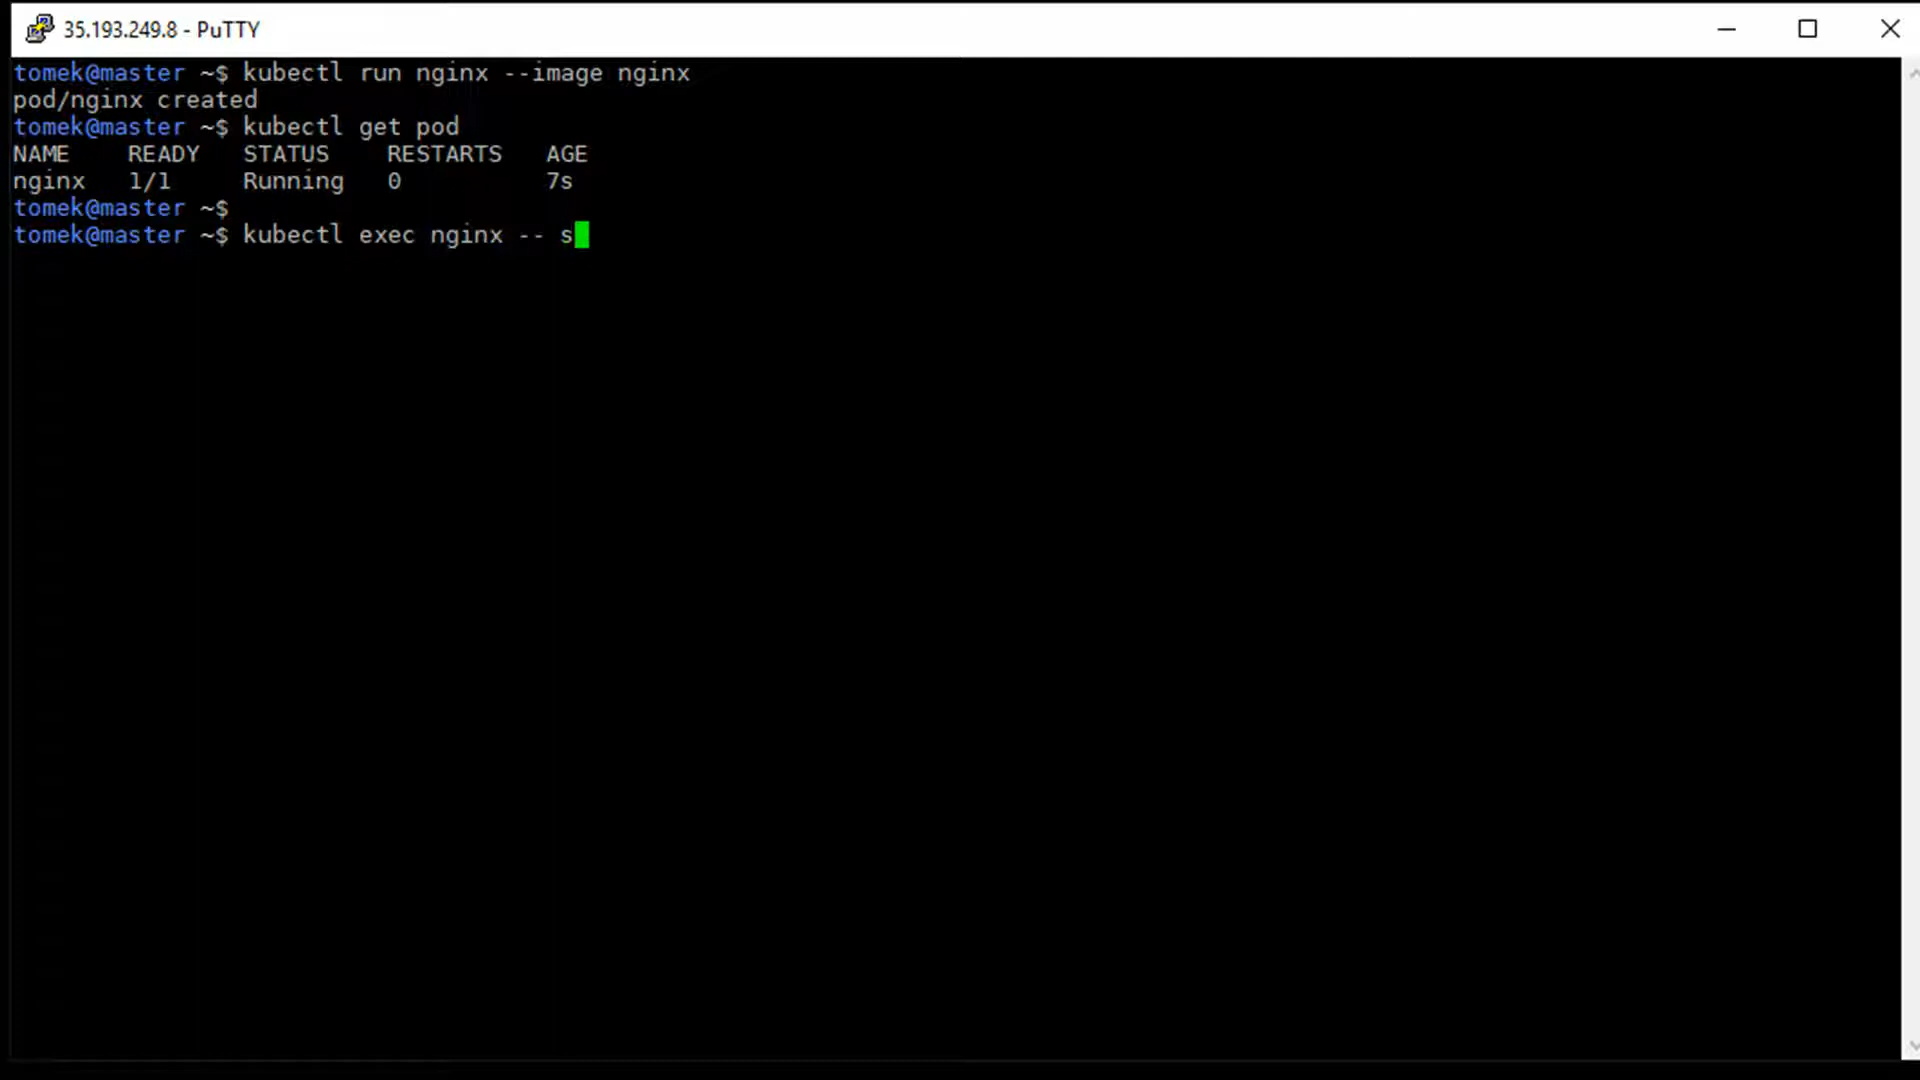 35.193.249.8 - PuTTY
tomek@master ~$ kubectl run nginx --image nginx
pod/nginx created
tomek@master ~$ kubectl get pod
NAME    READY   STATUS    RESTARTS   AGE
nginx   1/1     Running   0          7s
tomek@master ~$
tomek@master ~$ kubectl exec nginx -- s